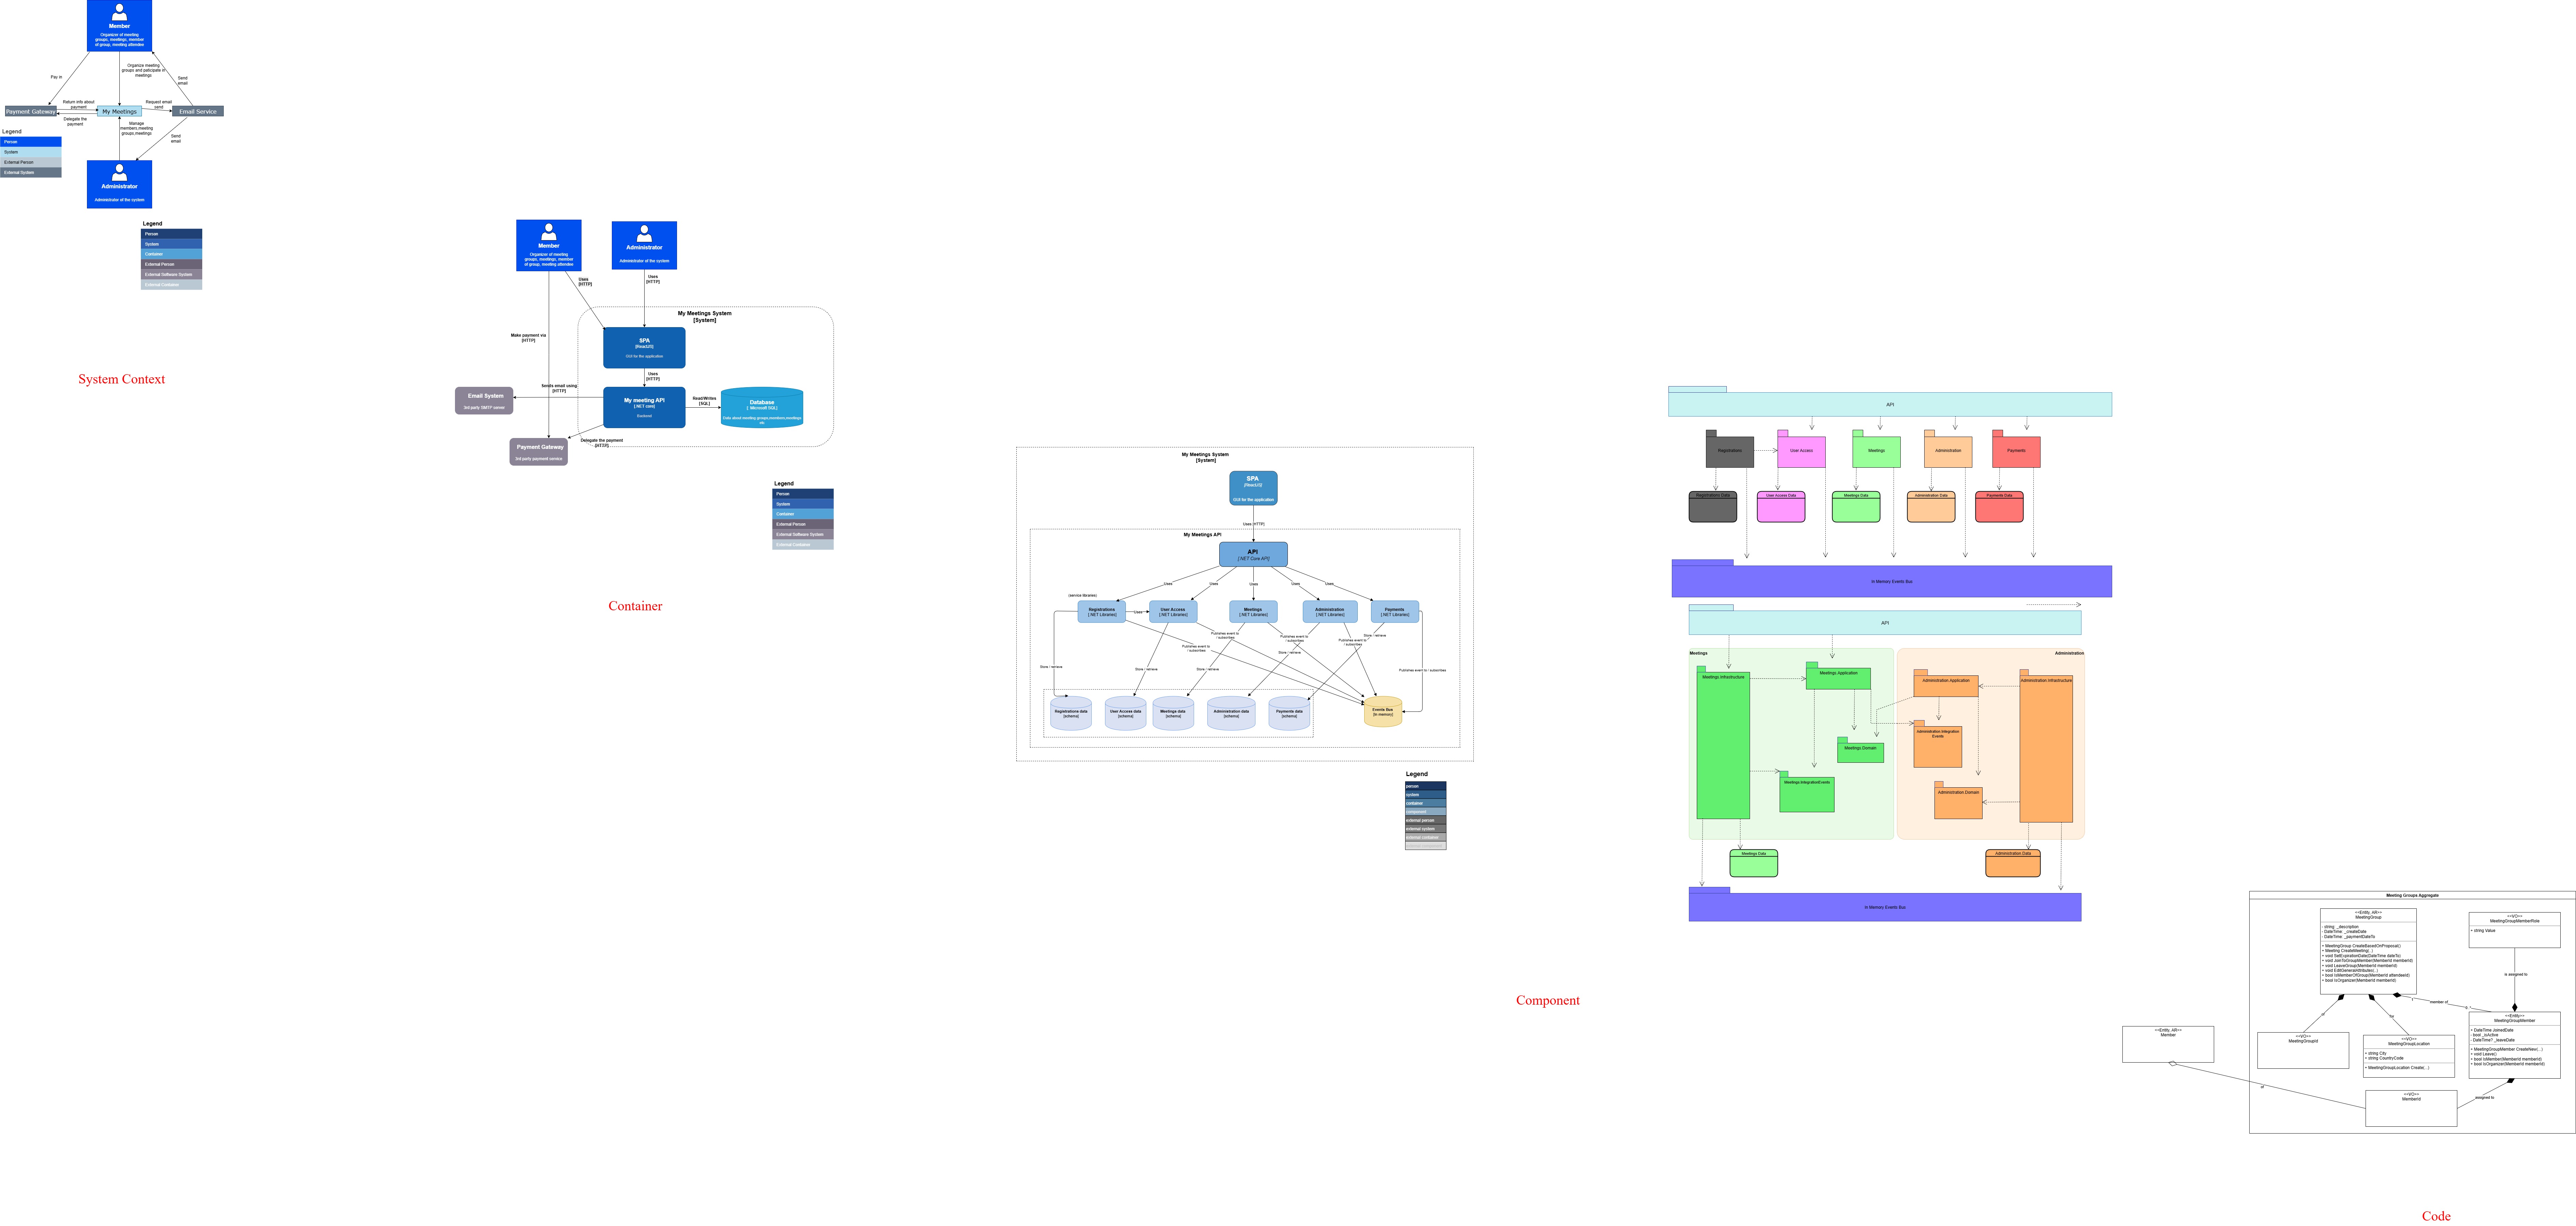 Member
Organizer of meeting
groups, meetings, member
of group, meeting attendee
Pay in
Organize meeting
groups and paticipate in
meetings
Send
email
Return info about
payment
Request email
send
Payment Gateway
My Meetings
Email Service
Delegate the
payment
Manage
members,meeting
groups,meetings
Send
email
Legend
Person
System
External Person
External System
Administrator
Administrator of the system
Legend
Person
System
Container
External Person
External Software System
External Container
System Context
Member
Organizer of meeting
groups, meetings, member
of group, meeting attendee
Administrator
Administrator of the system
Uses
[HTTP]
Uses
[HTTP]
My Meetings System
[System]
Make payment via
[HTTP]
SPA
[ReactJS]
GUI for the application
Uses
[HTTP]
Sends email using
[HTTP]
Email System
3rd party SMTP server
My meeting API
[.NET core]
Backend
Read/Writes
[SQL]
Database
[ Microsoft SQL]
Data about meeting groups,members,meetings
etc
Delegate the payment
[HTTP]
Payment Gateway
3rd party payment service
Legend
Person
System
Container
External Person
External Software System
External Container
Container
My Meetings System
[System]
SPA
[ReactJS]
GUI for the application
Uses [HTTP]
My Meetings API
API
[.NET Core API]
Uses
Uses
Uses
Uses
Uses
(service libraries)
Registrations
[.NET Libraries]
Uses
User Access
[.NET Libraries]
Meetings
[.NET Libraries]
Administration
[.NET Libraries]
Payments
[.NET Libraries]
Publishes event to
/ subscribes
Publishes event to
/ subscribes
Store / retrieve
Publishes event to
/ subscribes
Publishes event to
/ subscribes
Store / retrieve
Store / retrieve
Store / retrieve
Store / retrieve
Publishes event to / subscribes
Registrations data
[schema]
User Access data
[schema]
Meetings data
[schema]
Administration data
[schema]
Payments data
[schema]
Events Bus
[in memory]
Legend
person
system
container
component
external person
external system
external container
Component
API
Registrations
User Access
Meetings
Administration
Payments
Registrations Data
User Access Data
Meetings Data
Administration Data
Payments Data
In Memory Events Bus
API
Meetings
Administration
Meetings Infrastructure
Meetings Application
Administration Application
Administration Infrastructure
Administration.Integration
Events
Meetings Domain
Meetings IntegrationEvents
Administration.Domain
Meetings Data
Administration Data
In Memory Events Bus
Meeting Groups Aggregate
<<Entity, AR>>
MeetingGroup
- string: _description
- DateTime: _createDate
- DateTime: _paymentDateTo
+ MeetingGroup CreateBasedOnProposal()
+ Meeting CreateMeeting(..)
+ void SetExpirationDate(DateTime dateTo)
+ void JoinToGroupMember(MemberId memberId)
+ void LeaveGroup(MemberId memberId)
+ void EditGeneralAttributes(...)
+ bool IsMemberOfGroup(MemberId attendeeId)
+ bool IsOrganizer(MemberId memberId)
<<VO>>
MeetingGroupMemberRole
+ string Value
is assigned to
member of
<<Entity>>
MeetingGroupMember
+ DateTime JoinedDate
- bool _isActive
- DateTime? _leaveDate
+ MeetingGroupMember CreateNew(...)
+ void Leave()
+ bool IsMember(MemberId memberId)
+ bool IsOrganizer(MemberId memberId)
<<Entity, AR>>
Member
<<VO>>
MeetingGroupId
<<VO>>
MeetingGroupLocation
+ string City
+ string CountryCode
+ MeetingGroupLocation Create(...)
of
<<VO>>
MemberId
assigned to
Code